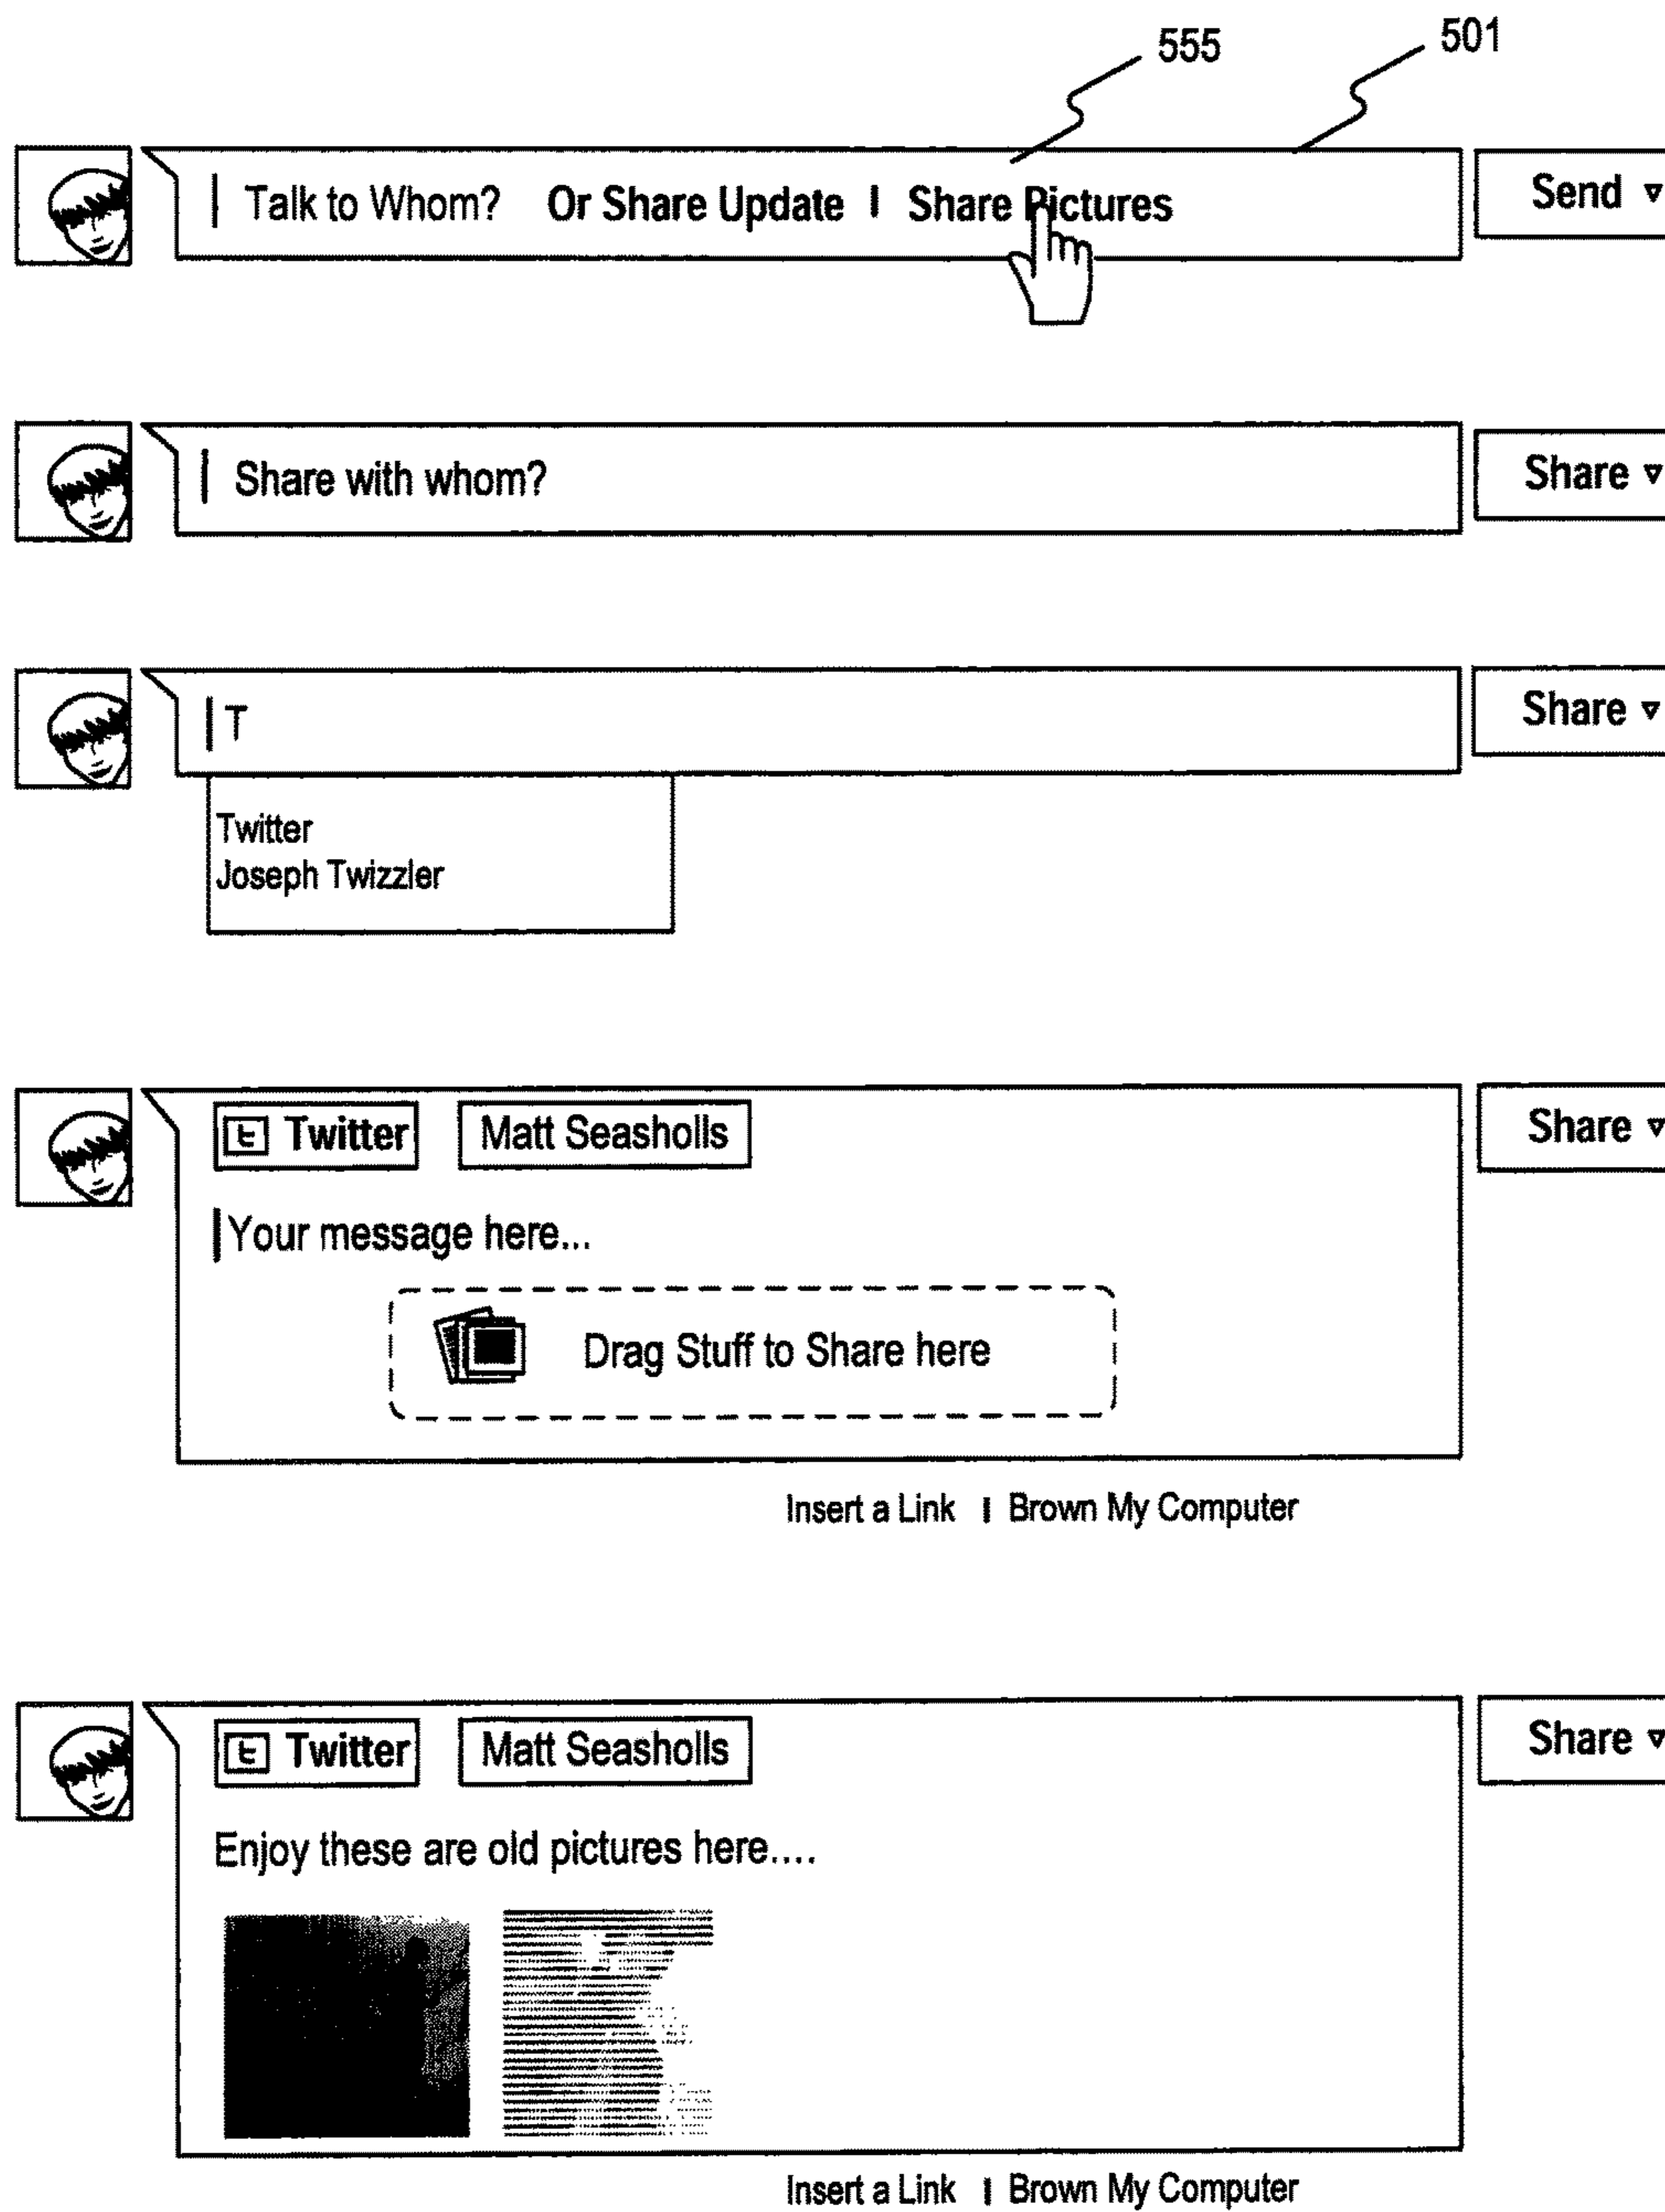 555 501
Talk to Whom? Or Share Update | Share Pictures Send ▿
Share with whom? Share ▿
T Share ▿
Twitter
Joseph Twizzler
t Twitter Matt Seasholls Share ▿
Your message here...
Drag Stuff to Share here
Insert a Link | Brown My Computer
t Twitter Matt Seasholls Share ▿
Enjoy these are old pictures here....
Insert a Link | Brown My Computer